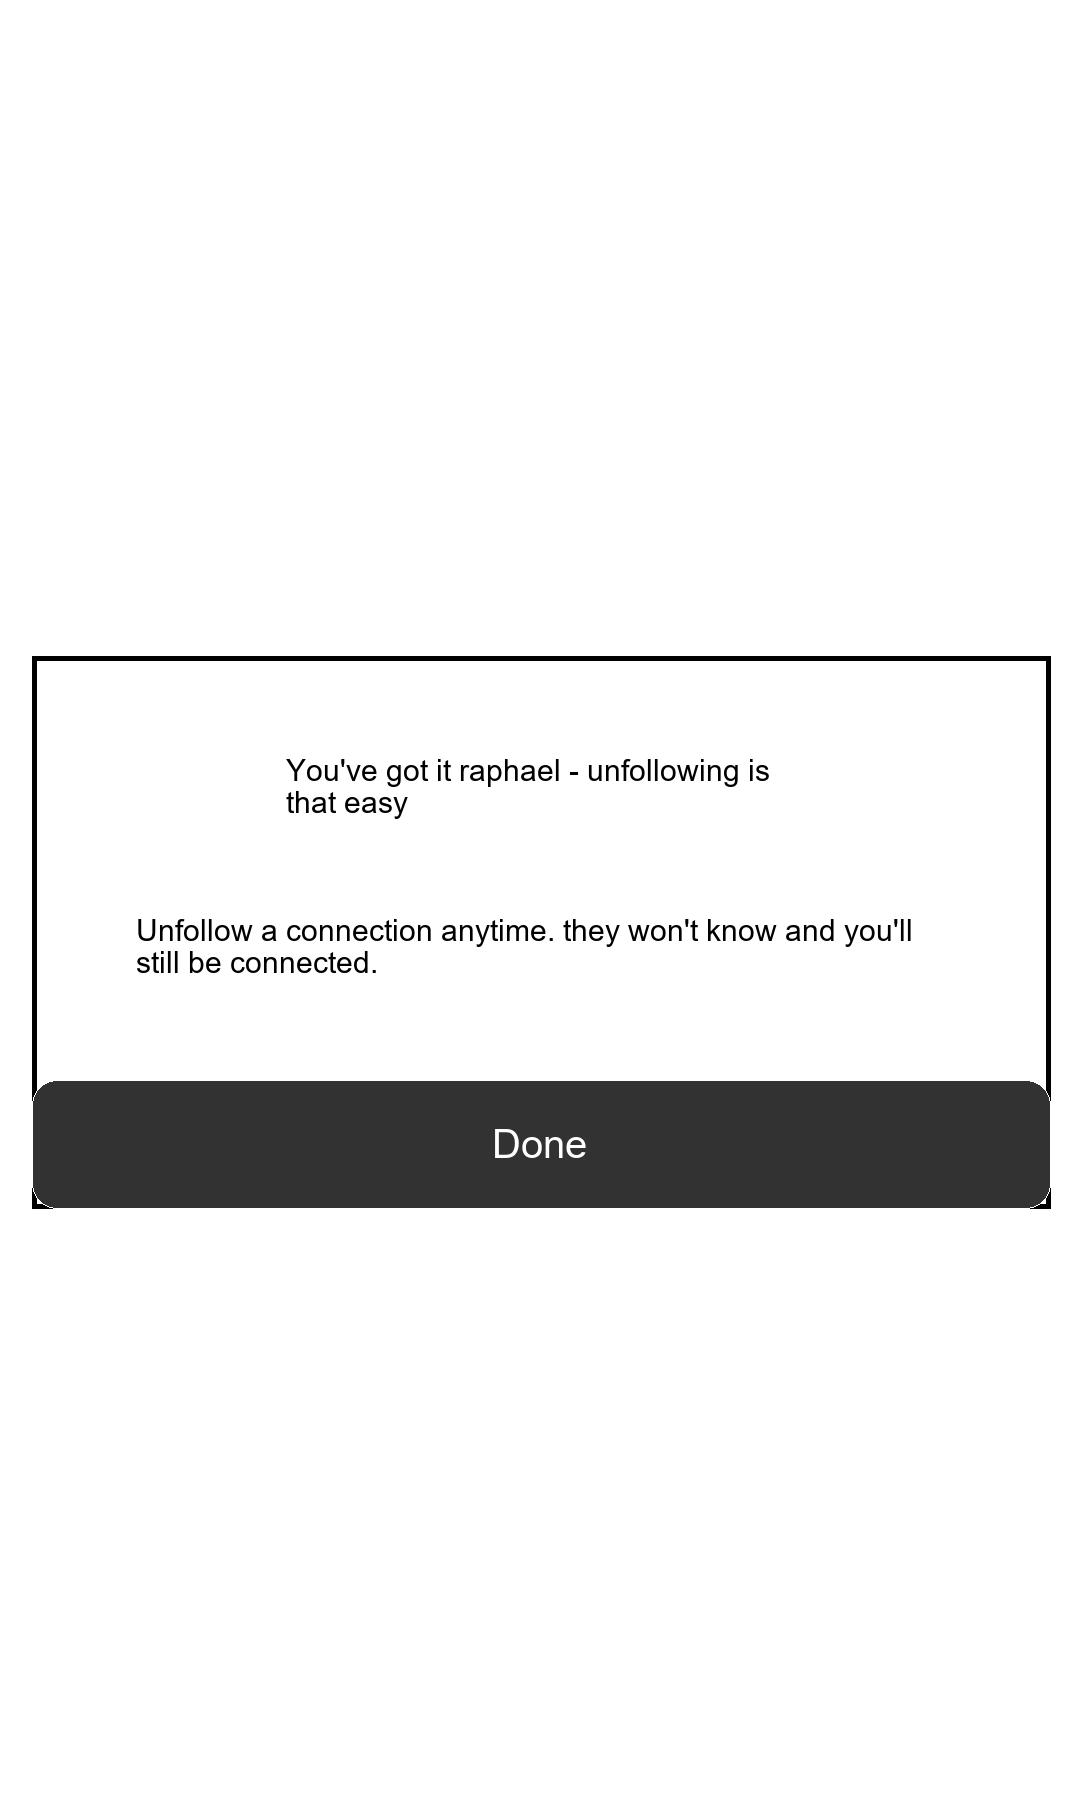 You've got it raphael - unfollowing is
that easy
Unfollow a connection anytime. they won't know and you'll
still be connected.
Done